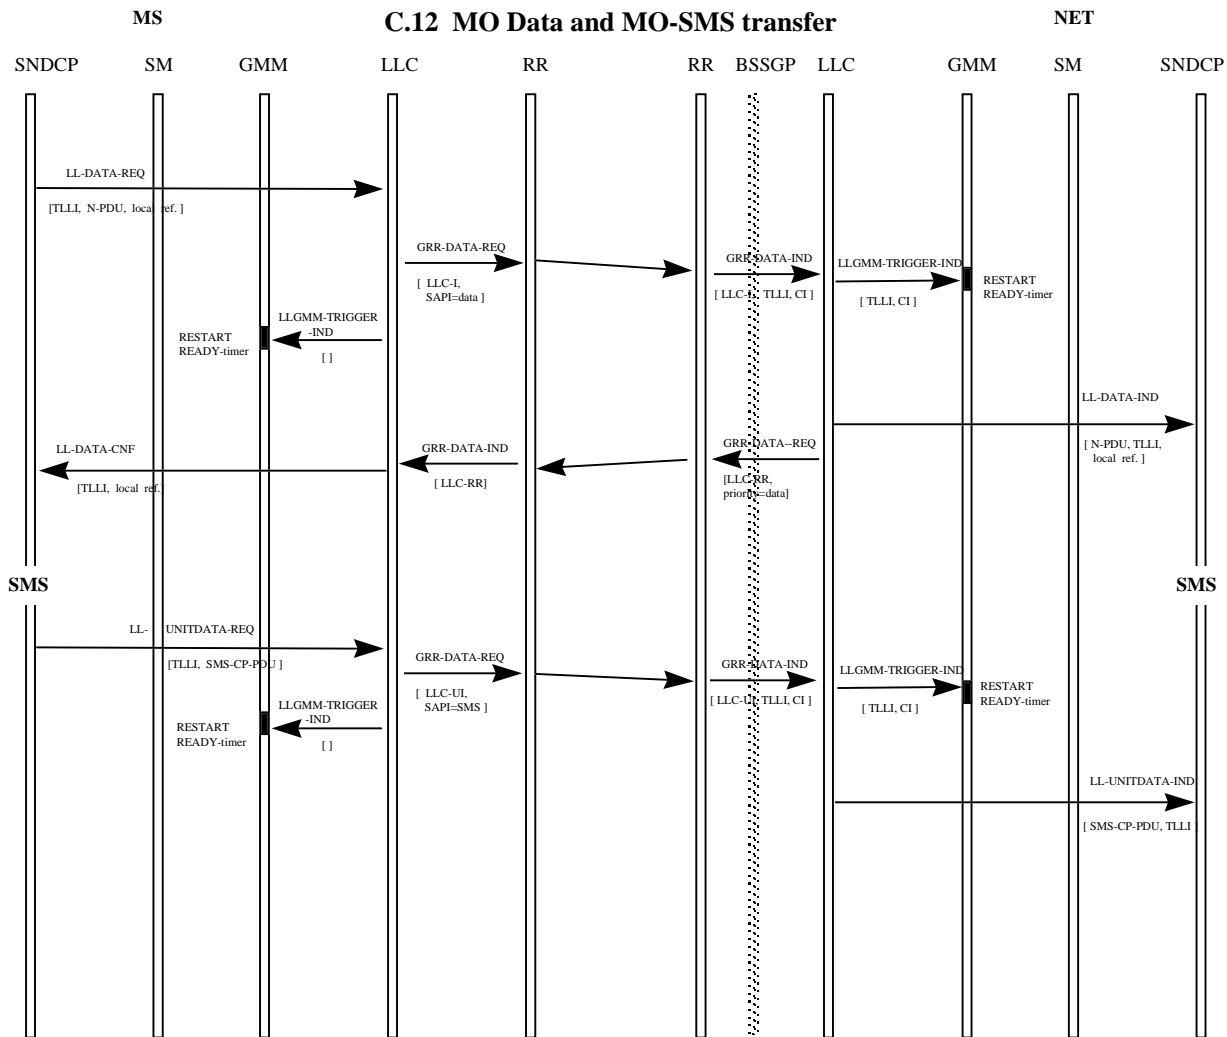 MS
C.12 MO Data and MO-SMS transfer
NET
SNDCP SM GMM LLC RR RR BSSGP LLC GMM SM SNDCP
LL-DATA-REQ
[TLLI, N-PDU, local ref. ]
GRR-DATA-REQ
[ LLC-I,
SAPI=data ]
GRR-DATA-IND
[ LLC-I, TLLI, CI ]
LLGMM-TRIGGER-IND
[ TLLI, CI ]
RESTART
READY-timer
LLGMM-TRIGGER
-IND
[ ]
RESTART
READY-timer
LL-DATA-IND
[ N-PDU, TLLI,
local ref. ]
GRR-DATA--REQ
[LLC-RR,
priority=data]
GRR-DATA-IND
[ LLC-RR]
LL-DATA-CNF
[TLLI, local ref.]
SMS
SMS
LL- UNITDATA-REQ
[TLLI, SMS-CP-PDU ]
GRR-DATA-REQ
[ LLC-UI,
SAPI=SMS ]
GRR-DATA-IND
[ LLC-UI, TLLI, CI ]
LLGMM-TRIGGER-IND
[ TLLI, CI ]
RESTART
READY-timer
LLGMM-TRIGGER
-IND
[ ]
RESTART
READY-timer
LL-UNITDATA-IND
[ SMS-CP-PDU, TLLI ]